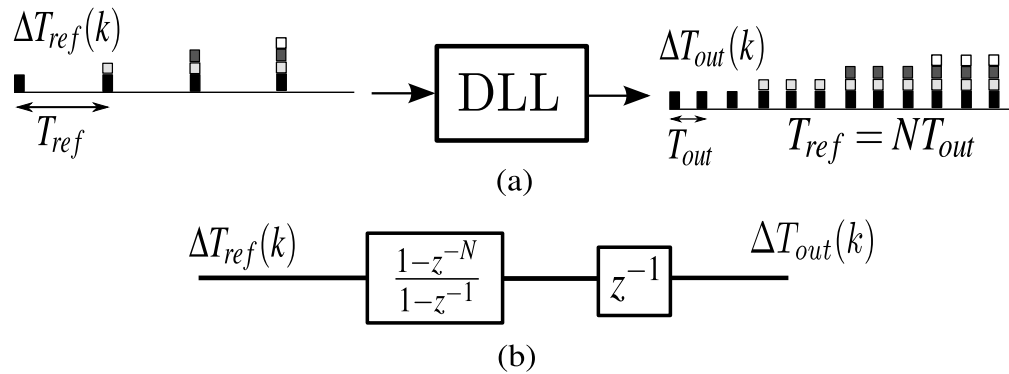 ΔT_ref(k)
T_ref
DLL
ΔT_out(k)
T_out
T_ref = NT_out
(a)
ΔT_ref(k)
1−z^−N
1−z^−1
z^−1
ΔT_out(k)
(b)